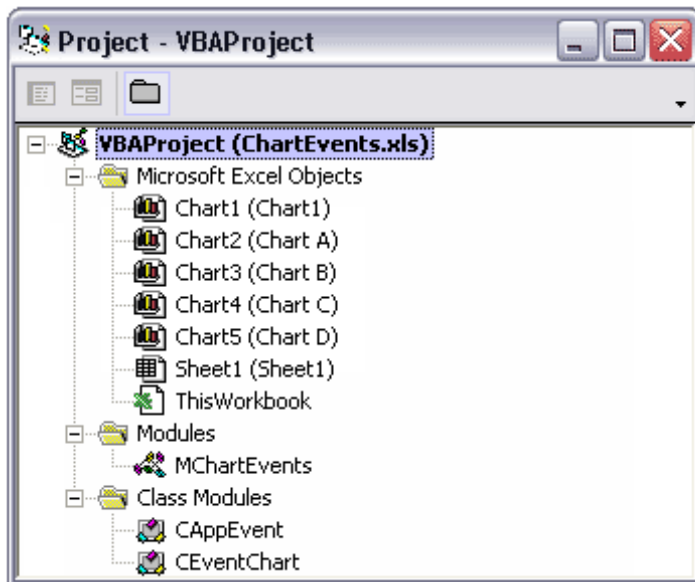 Project - VBAProject
VBAProject (ChartEvents.xls)
Microsoft Excel Objects
Chart1 (Chart1)
Chart2 (Chart A)
Chart3 (Chart B)
Chart4 (Chart C)
Chart5 (Chart D)
Sheet1 (Sheet1)
ThisWorkbook
Modules
MChartEvents
Class Modules
CAppEvent
CEventChart